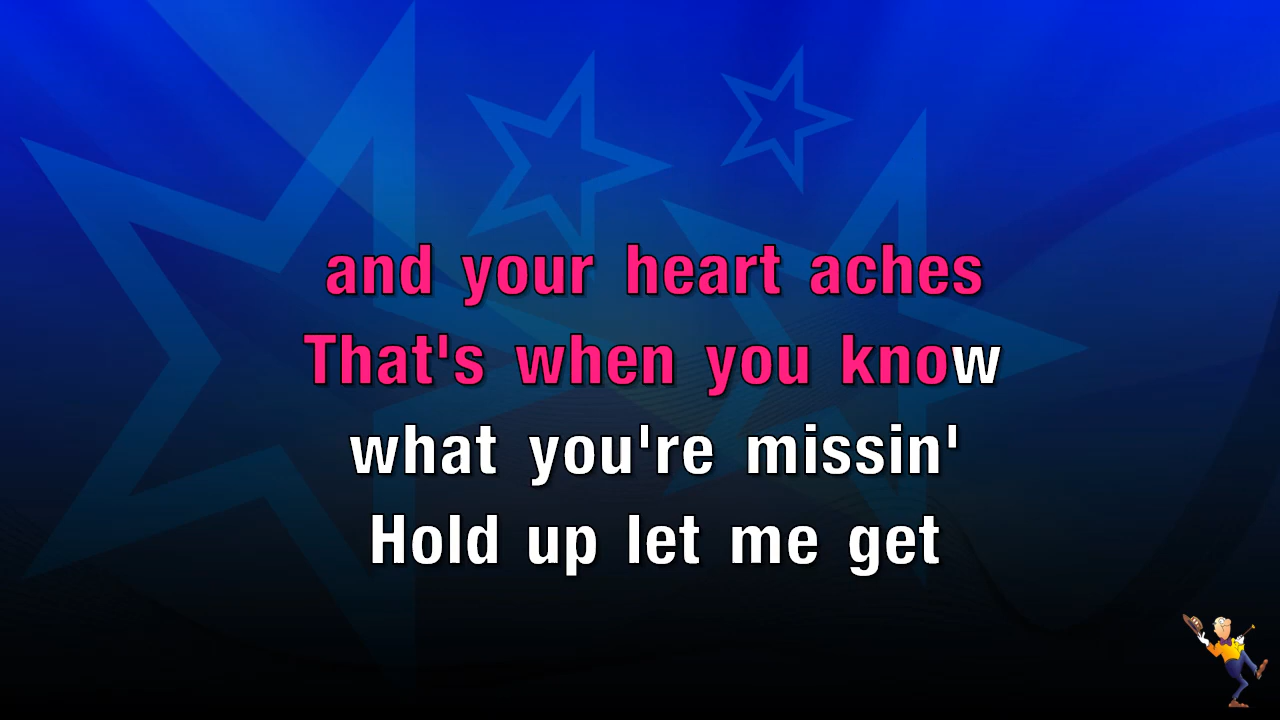 and your heart aches
That's when you know
what you're missin'
Hold up let me get